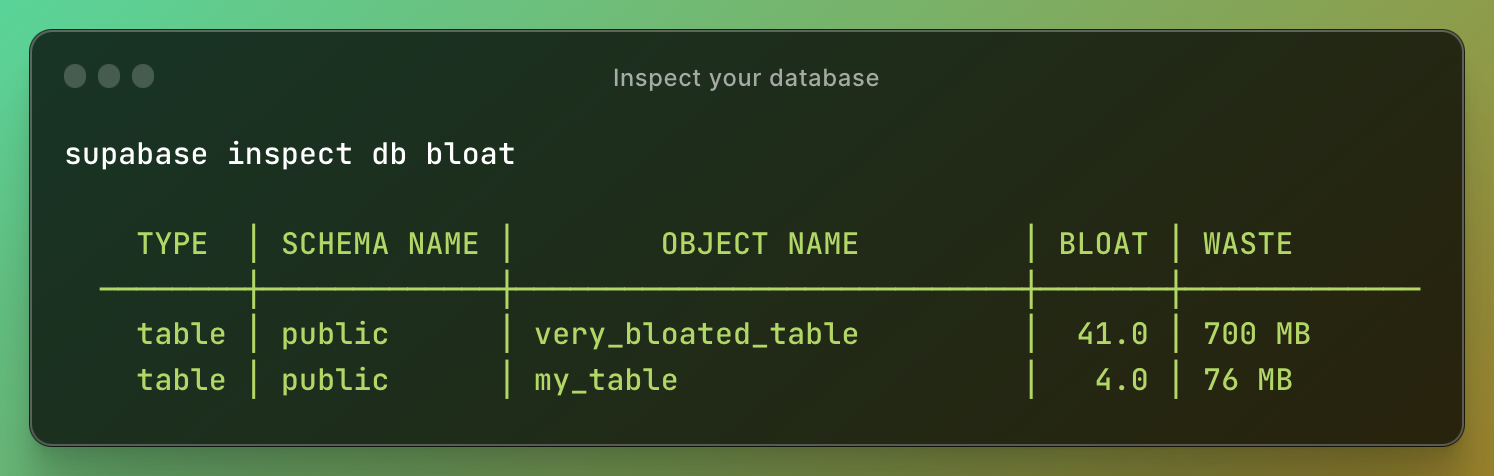 Inspect your database
supabase inspect db bloat
TYPE │ SCHEMA NAME │ OBJECT NAME │ BLOAT │ WASTE
table │ public │ very_bloated_table │ 41.0 │ 700 MB
table │ public │ my_table │ 4.0 │ 76 MB